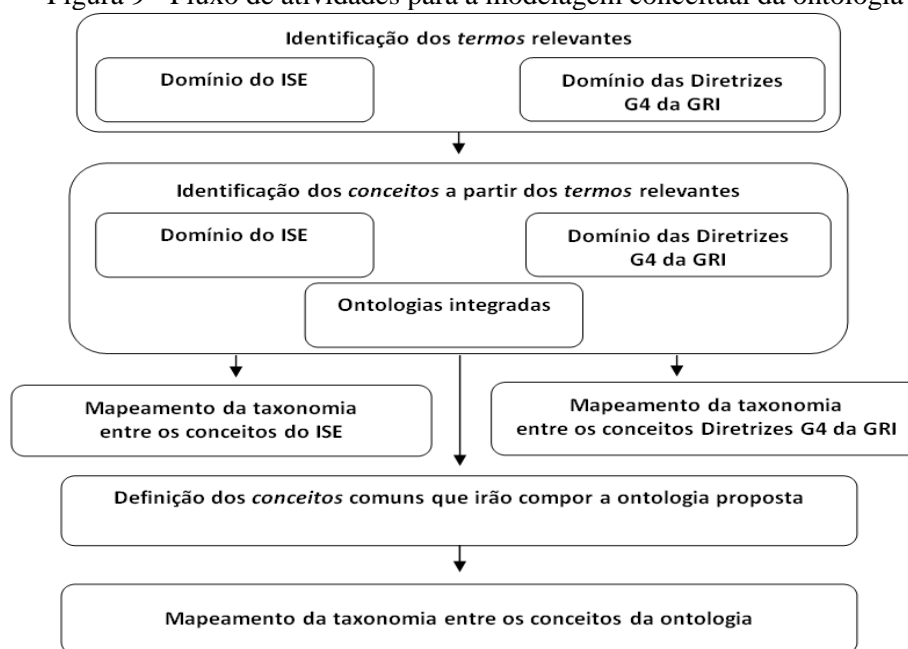 Figura 9 - Fluxo de atividades para a modelagem conceitual da ontologia
Identificação dos termos relevantes
Domínio do ISE
Domínio das Diretrizes
G4 da GRI
Identificação dos conceitos a partir dos termos relevantes
Domínio do ISE
Domínio das Diretrizes
G4 da GRI
Ontologias integradas
Mapeamento da taxonomia
entre os conceitos do ISE
Mapeamento da taxonomia
entre os conceitos Diretrizes G4 da GRI
Definição dos conceitos comuns que irão compor a ontologia proposta
Mapeamento da taxonomia entre os conceitos da ontologia